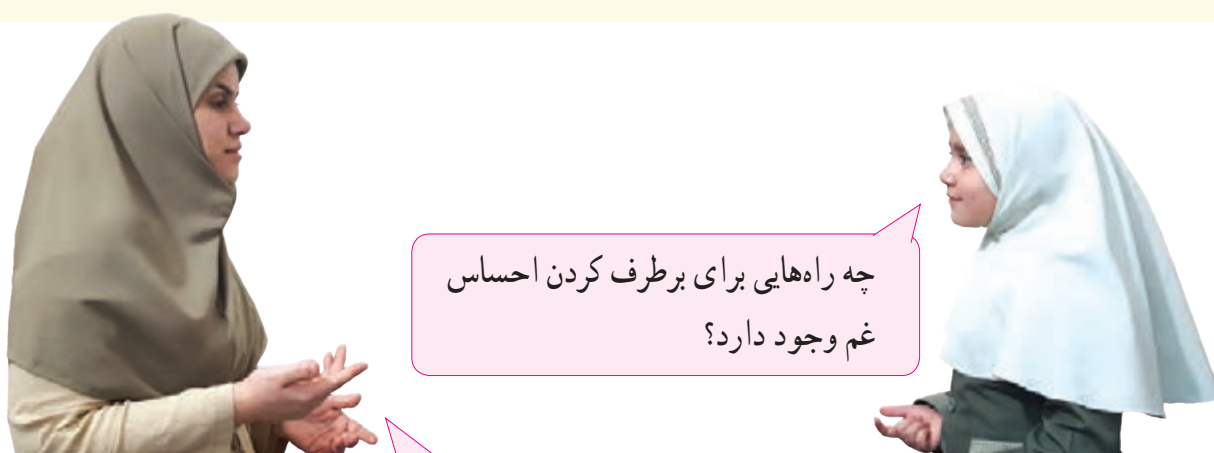 چه راه‌هایی برای برطرف کردن احساس
غم وجود دارد؟